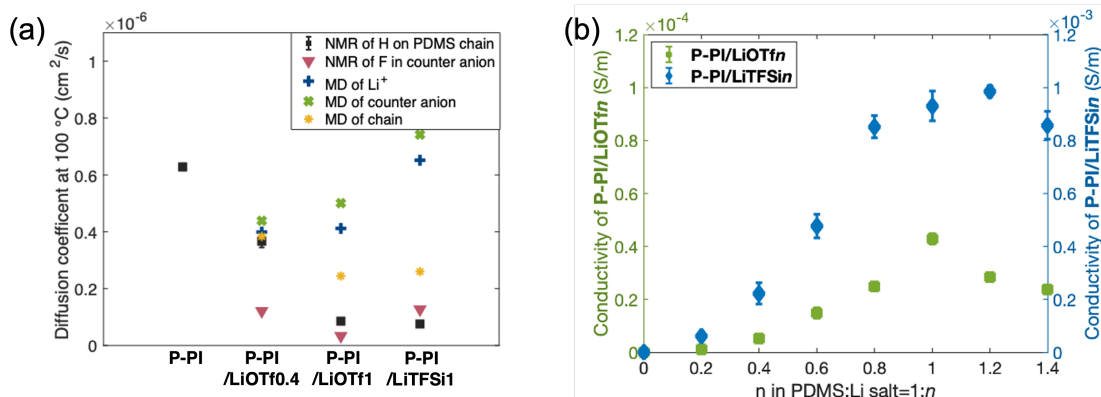 (a)
×10⁻⁶
Diffusion coefficent at 100 °C (cm²/s)
1
0.8
0.6
0.4
0.2
0
NMR of H on PDMS chain
NMR of F in counter anion
MD of Li⁺
MD of counter anion
MD of chain
P-PI
P-PI
/LiOTf0.4
P-PI
/LiOTf1
P-PI
/LiTFSi1
(b)
×10⁻⁴
×10⁻³
Conductivity of P-PI/LiOTfn (S/m)
1.2
1
0.8
0.6
0.4
0.2
0
P-PI/LiOTfn
P-PI/LiTFSin
1.2
1
0.8
0.6
0.4
0.2
0
Conductivity of P-PI/LiTFSin (S/m)
0 0.2 0.4 0.6 0.8 1 1.2 1.4
n in PDMS:Li salt=1:n